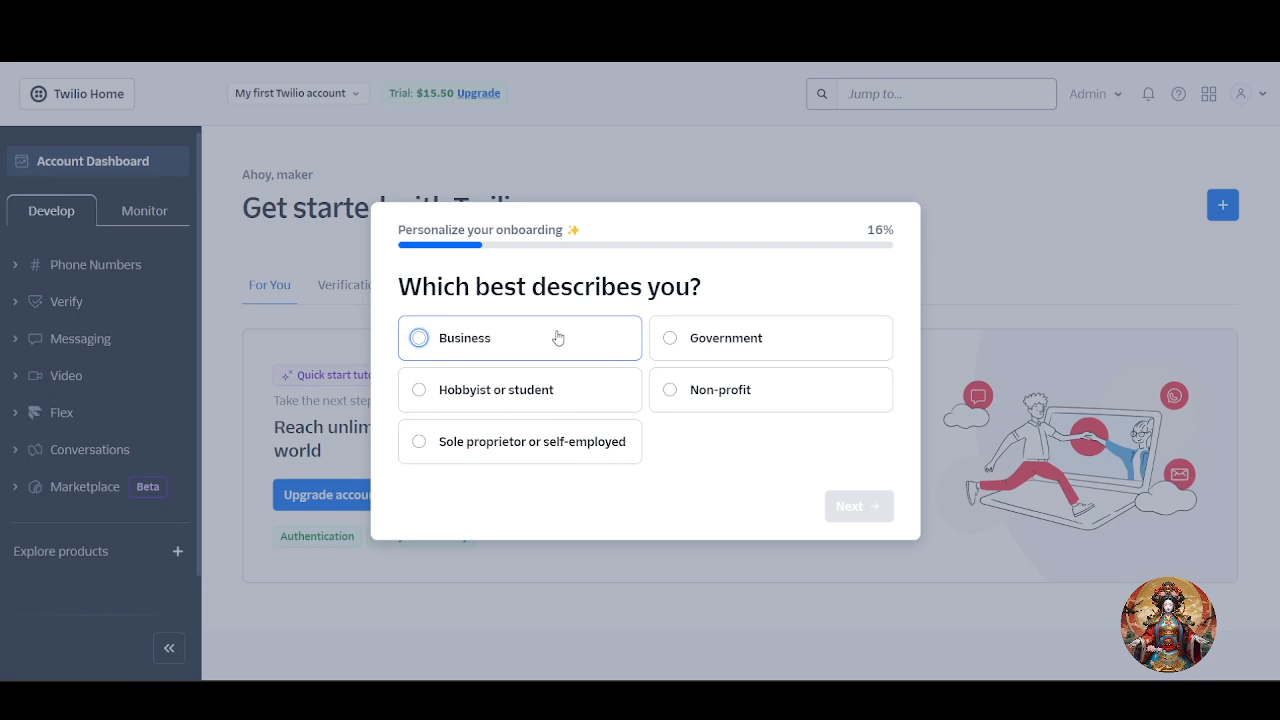 Twilio Home
My first Twilio account
Trial: $15.50 Upgrade
Jump to...
Admin
Account Dashboard
Develop
Monitor
# Phone Numbers
Verify
Messaging
Video
Flex
Conversations
Marketplace Beta
Explore products +
Ahoy, maker
Get starte
For You
Quick start tuto
Take the next step
Reach unlim
world
Upgrade accou
Authentication
Personalize your onboarding ✨ 16%
Which best describes you?
Business
Government
Hobbyist or student
Non-profit
Sole proprietor or self-employed
Next →